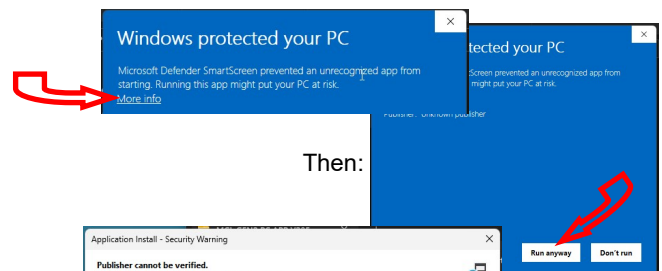 Windows protected your PC
Microsoft Defender SmartScreen prevented an unrecognized app from
starting. Running this app might put your PC at risk.
More info
tected your PC
Screen prevented an unrecognized app from
might put your PC at risk.
Publisher: Unknown publisher
Then:
Run anyway
Don't run
Application Install - Security Warning
Publisher cannot be verified.